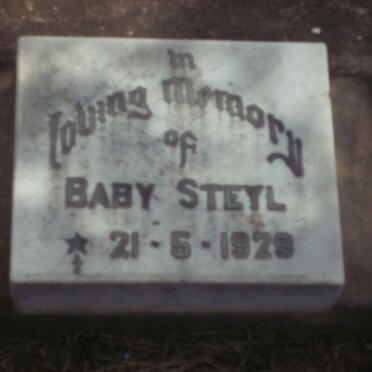 in
loving memory
of
BABY STEYL
★ 21-5-1929
✝